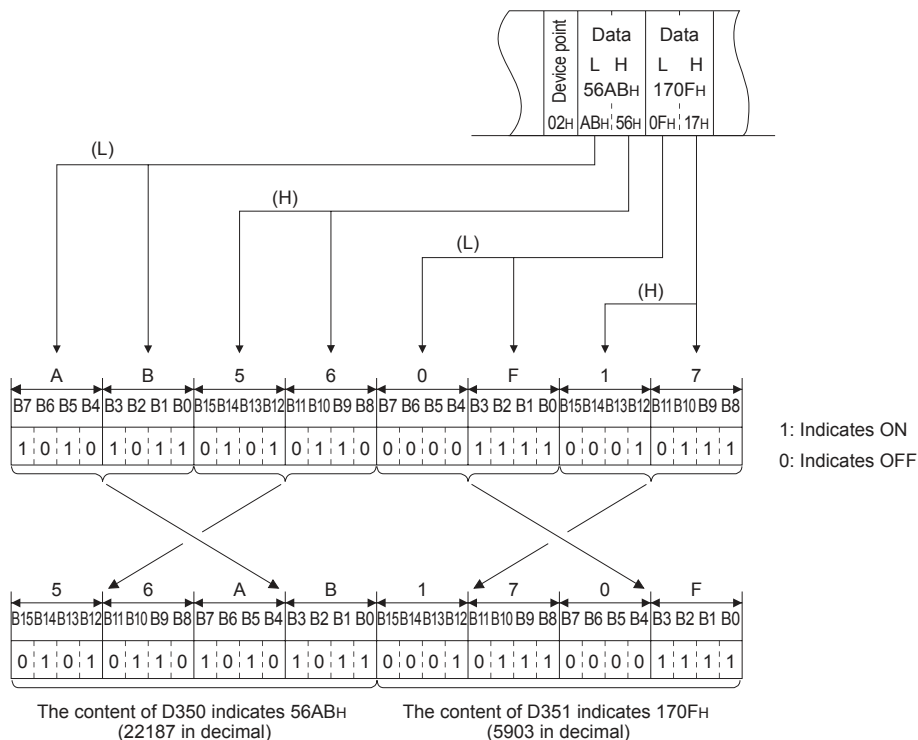 Device point
Data Data
L H L H
56ABH 170FH
02H ABH 56H 0FH 17H
(L)
(H)
(L)
(H)
A B 5 6 0 F 1 7
B7 B6 B5 B4 B3 B2 B1 B0 B15 B14 B13 B12 B11 B10 B9 B8 B7 B6 B5 B4 B3 B2 B1 B0 B15 B14 B13 B12 B11 B10 B9 B8
1 0 1 0 1 0 1 1 0 1 0 1 0 1 1 0 0 0 0 0 1 1 1 1 0 0 0 1 0 1 1 1
1: Indicates ON
0: Indicates OFF
5 6 A B 1 7 0 F
B15 B14 B13 B12 B11 B10 B9 B8 B7 B6 B5 B4 B3 B2 B1 B0 B15 B14 B13 B12 B11 B10 B9 B8 B7 B6 B5 B4 B3 B2 B1 B0
0 1 0 1 0 1 1 0 1 0 1 0 1 0 1 1 0 0 0 1 0 1 1 1 0 0 0 0 1 1 1 1
The content of D350 indicates 56ABH
(22187 in decimal)
The content of D351 indicates 170FH
(5903 in decimal)